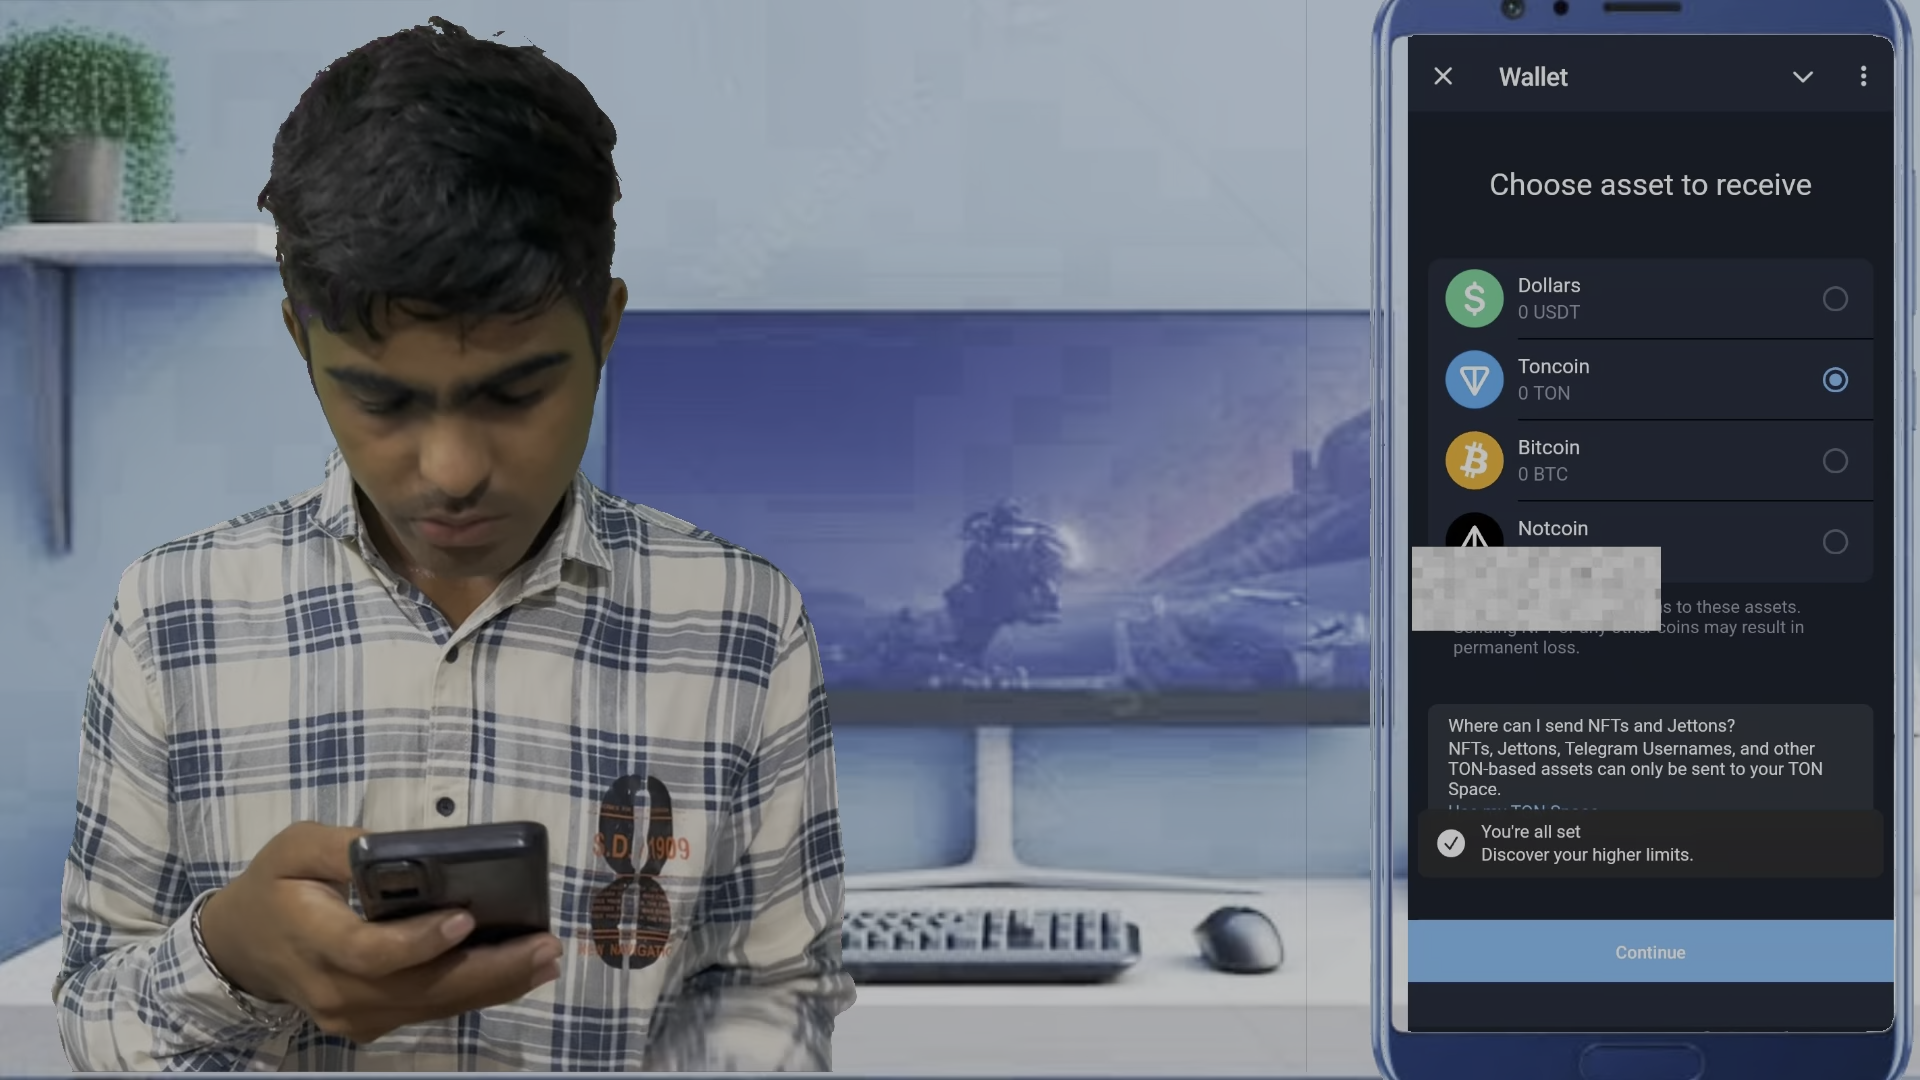 Wallet
Choose asset to receive
Dollars
0 USDT
Toncoin
0 TON
Bitcoin
0 BTC
Notcoin
s to these assets.
coins may result in
permanent loss.
Where can I send NFTs and Jettons?
NFTs, Jettons, Telegram Usernames, and other
TON-based assets can only be sent to your TON
Space.
You're all set
Discover your higher limits.
Continue
S.D. 1909